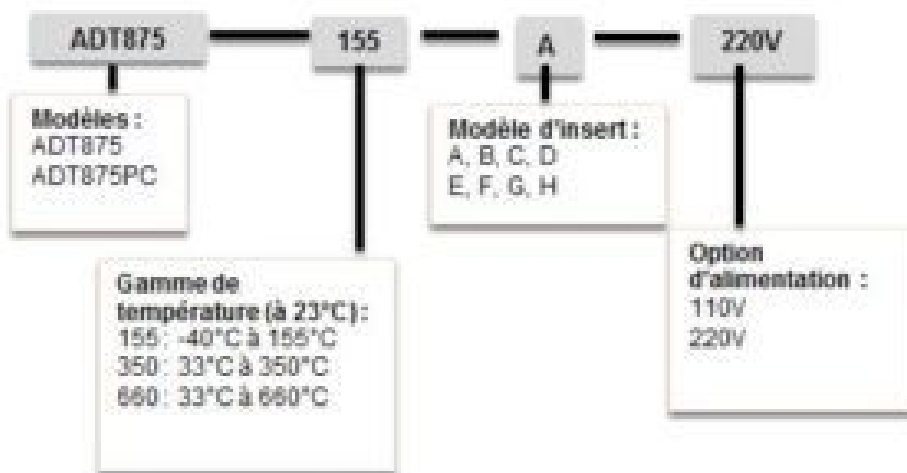 ADT875 155 A 220V
Modèles :
ADT875
ADT875PC
Gamme de
température (à 23°C) :
155 : -40°C à 155°C
350 : 33°C à 350°C
660 : 33°C à 660°C
Modèle d'insert :
A, B, C, D
E, F, G, H
Option
d'alimentation :
110V
220V